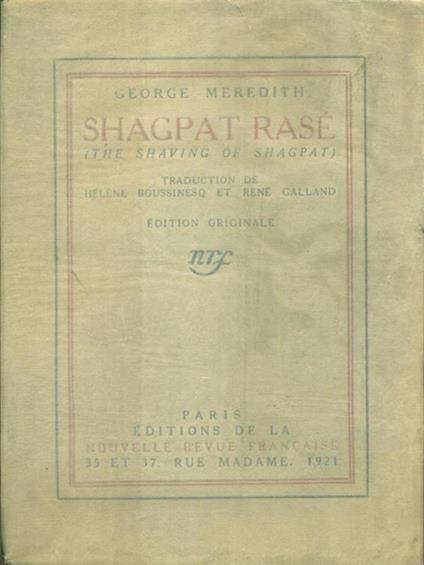 GEORGE MEREDITH
SHAGPAT RASÉ
(THE SHAVING OF SHAGPAT)
TRADUCTION DE
HÉLÈNE BOUSSINESQ ET RENÉ GALLAND
ÉDITION ORIGINALE
nrf
PARIS
ÉDITIONS DE LA
NOUVELLE REVUE FRANÇAISE
35 ET 37, RUE MADAME. 1921